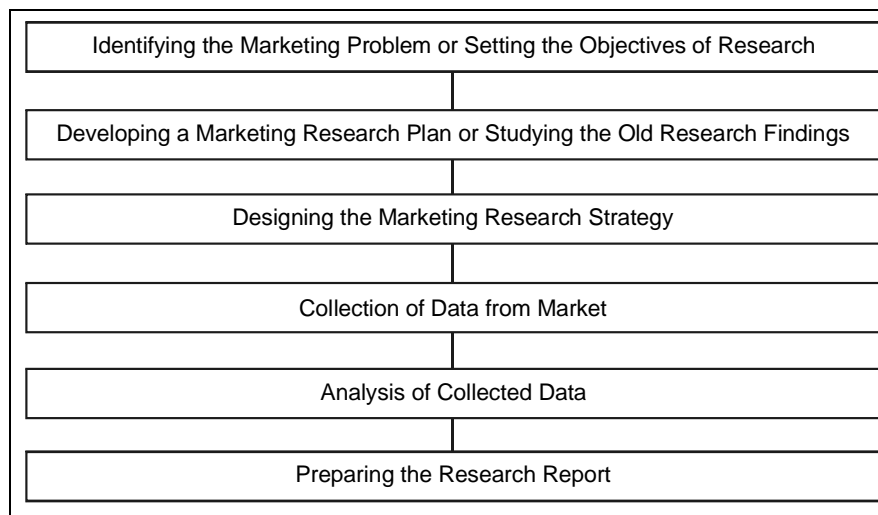 Identifying the Marketing Problem or Setting the Objectives of Research
Developing a Marketing Research Plan or Studying the Old Research Findings
Designing the Marketing Research Strategy
Collection of Data from Market
Analysis of Collected Data
Preparing the Research Report